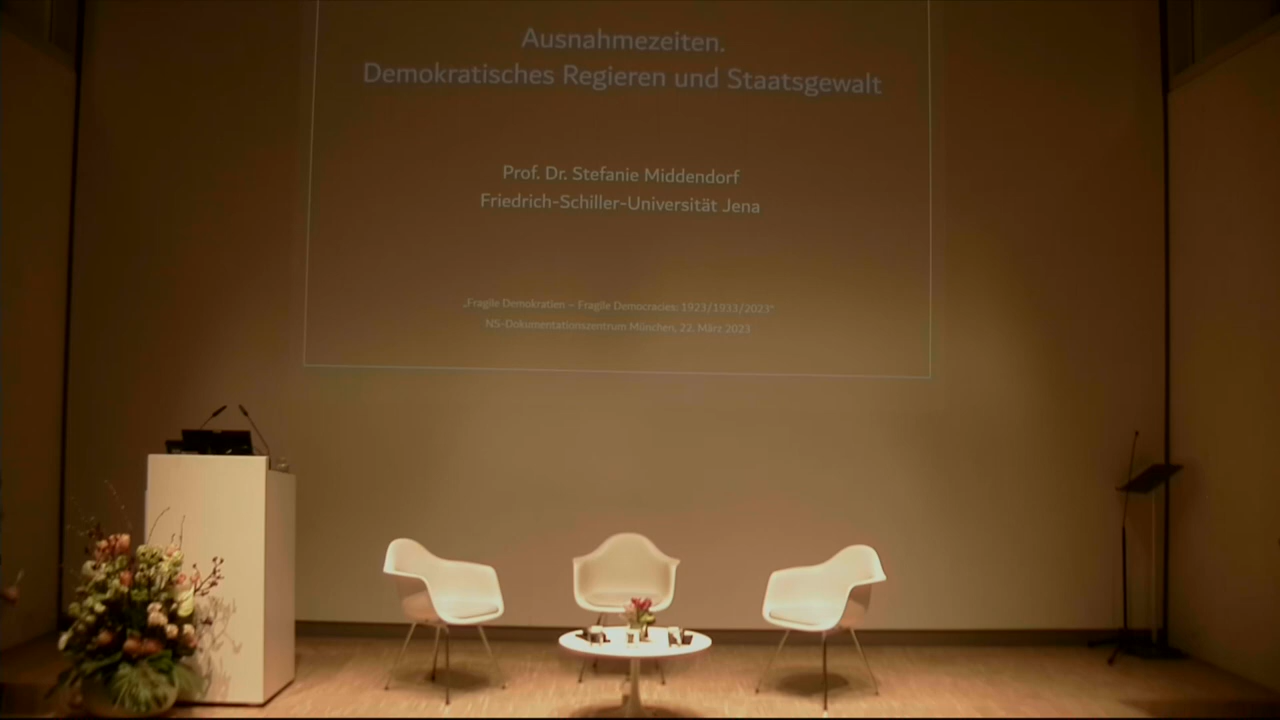 Ausnahmezeiten.
Demokratisches Regieren und Staatsgewalt
Prof. Dr. Stefanie Middendorf
Friedrich-Schiller-Universität Jena
„Fragile Demokratien – Fragile Democracies: 1923/1933/2023“
NS-Dokumentationszentrum München, 22. März 2023